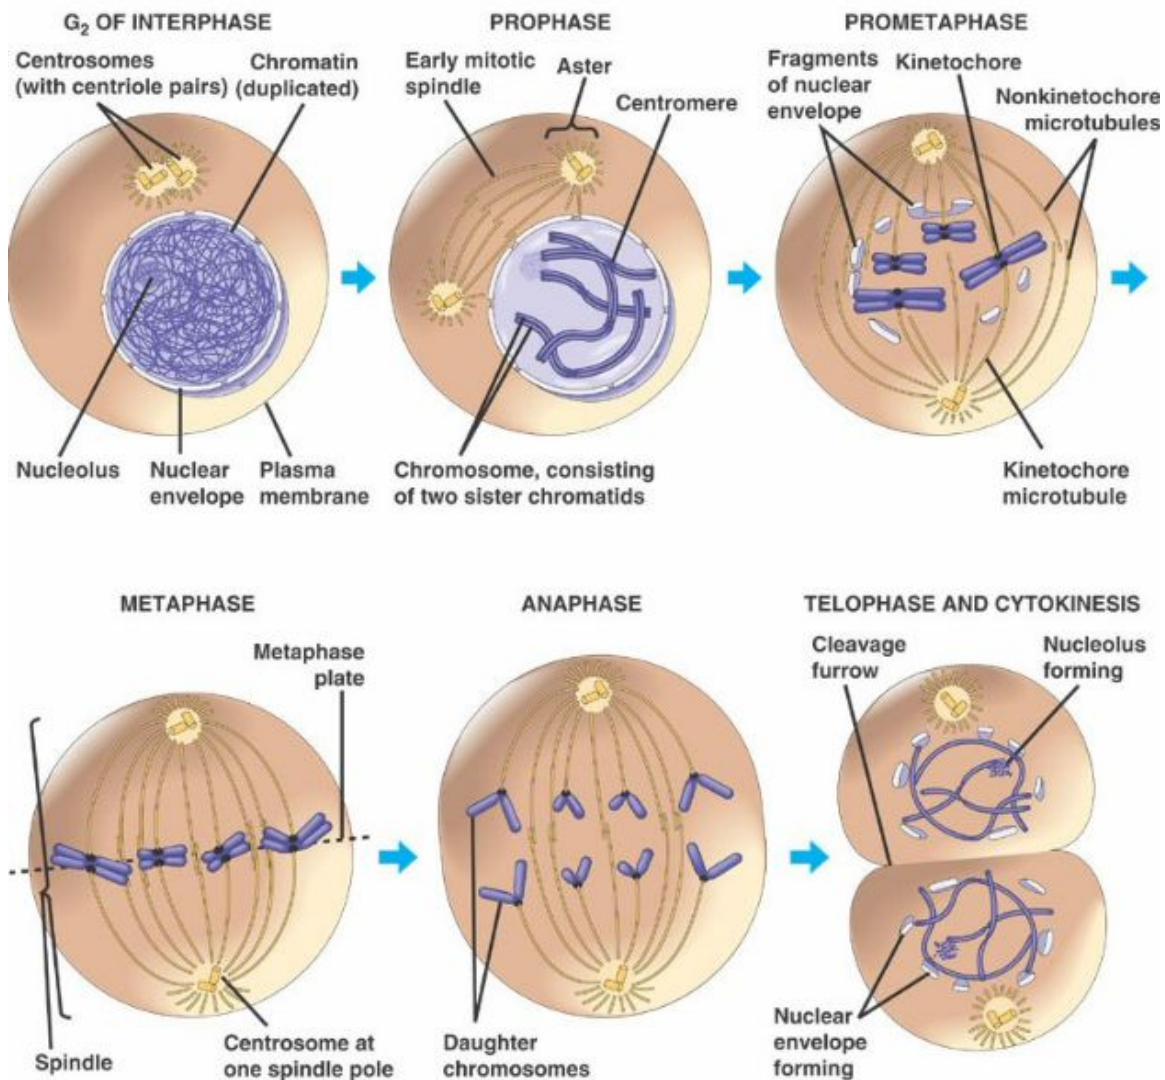 G₂ OF INTERPHASE
Centrosomes
(with centriole pairs)
Chromatin
(duplicated)
Nucleolus
Nuclear
envelope
Plasma
membrane
PROPHASE
Early mitotic
spindle
Aster
Centromere
Chromosome, consisting
of two sister chromatids
PROMETAPHASE
Fragments
of nuclear
envelope
Kinetochore
Nonkinetochore
microtubules
Kinetochore
microtubule
METAPHASE
Metaphase
plate
Spindle
Centrosome at
one spindle pole
ANAPHASE
Daughter
chromosomes
TELOPHASE AND CYTOKINESIS
Cleavage
furrow
Nucleolus
forming
Nuclear
envelope
forming